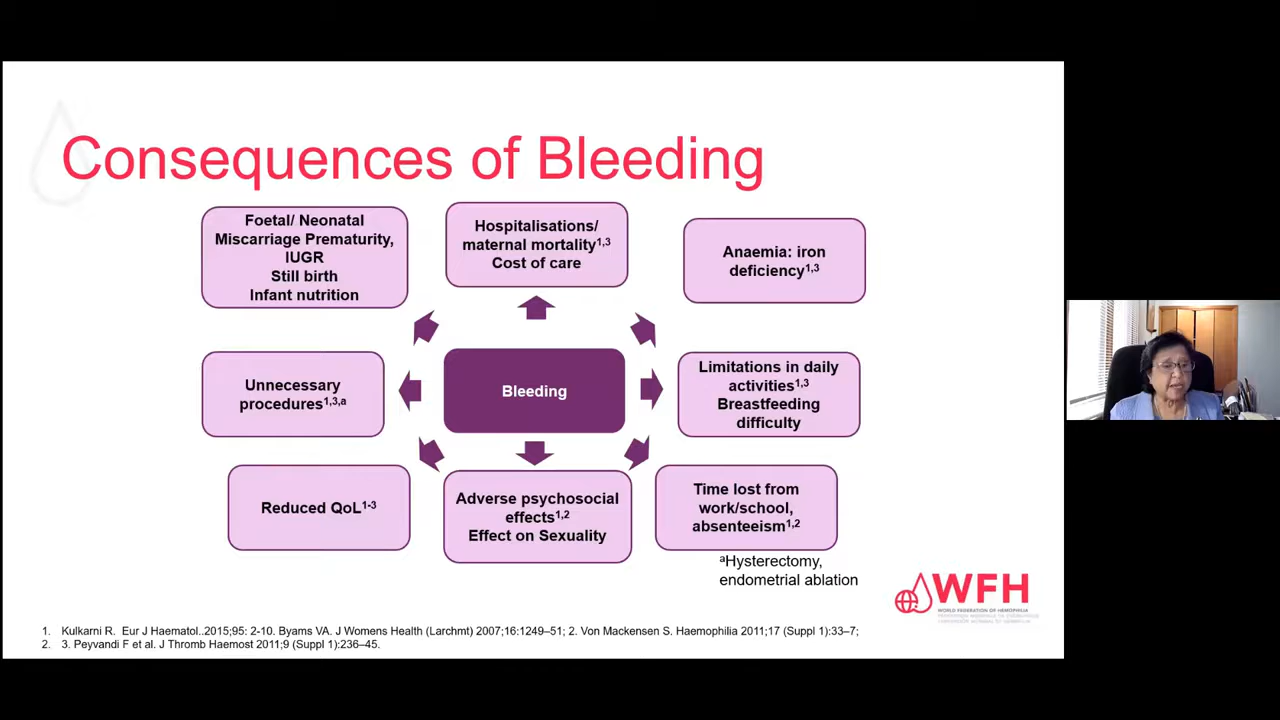 Consequences of Bleeding
Foetal/ Neonatal
Miscarriage Prematurity,
IUGR
Still birth
Infant nutrition
Hospitalisations/
maternal mortality1,3
Cost of care
Anaemia: iron
deficiency1,3
Unnecessary
procedures1,3,a
Bleeding
Limitations in daily
activities1,3
Breastfeeding
difficulty
Reduced QoL1-3
Adverse psychosocial
effects1,2
Effect on Sexuality
Time lost from
work/school,
absenteeism1,2
aHysterectomy,
endometrial ablation
WFH
WORLD FEDERATION OF HEMOPHILIA
1. Kulkarni R. Eur J Haematol..2015;95: 2-10. Byams VA. J Womens Health (Larchmt) 2007;16:1249–51; 2. Von Mackensen S. Haemophilia 2011;17 (Suppl 1):33–7;
2. 3. Peyvandi F et al. J Thromb Haemost 2011;9 (Suppl 1):236–45.